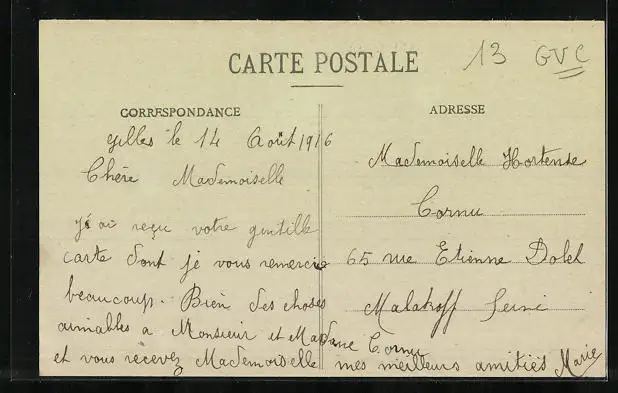 CARTE POSTALE
13 GVC
CORRESPONDANCE
Gilles le 14 Août 1916
Chère Mademoiselle
j'ai reçu votre gentille
carte dont je vous remercie
beaucoup. Bien des choses
aimables a Monsieur et Madame Cornu
et vous recevez Mademoiselle mes meilleurs amitiés Marie
ADRESSE
Mademoiselle Hortense
Cornu
65 rue Etienne Dolet
Malakoff Seine